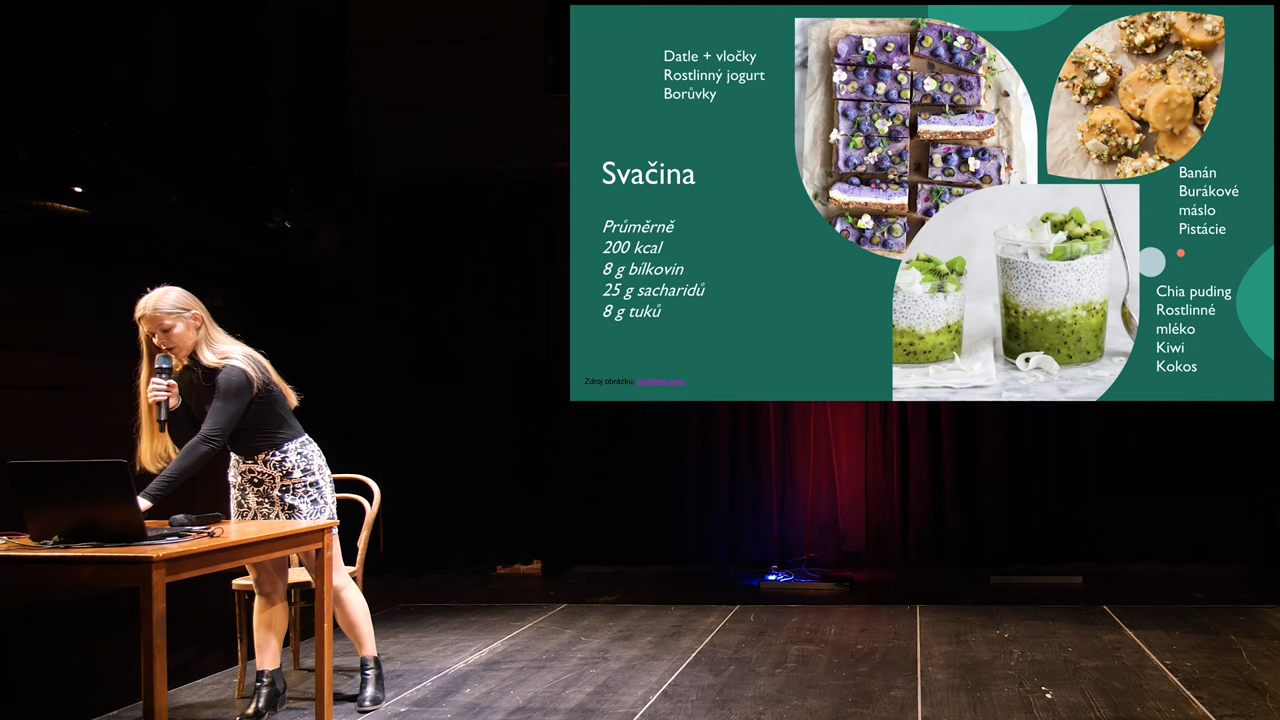 Datle + vločky
Rostlinný jogurt
Borůvky
Svačina
Průměrně
200 kcal
8 g bílkovin
25 g sacharidů
8 g tuků
Banán
Burákové
máslo
Pistácie
Chia puding
Rostlinné
mléko
Kiwi
Kokos
Zdroj obrázku: